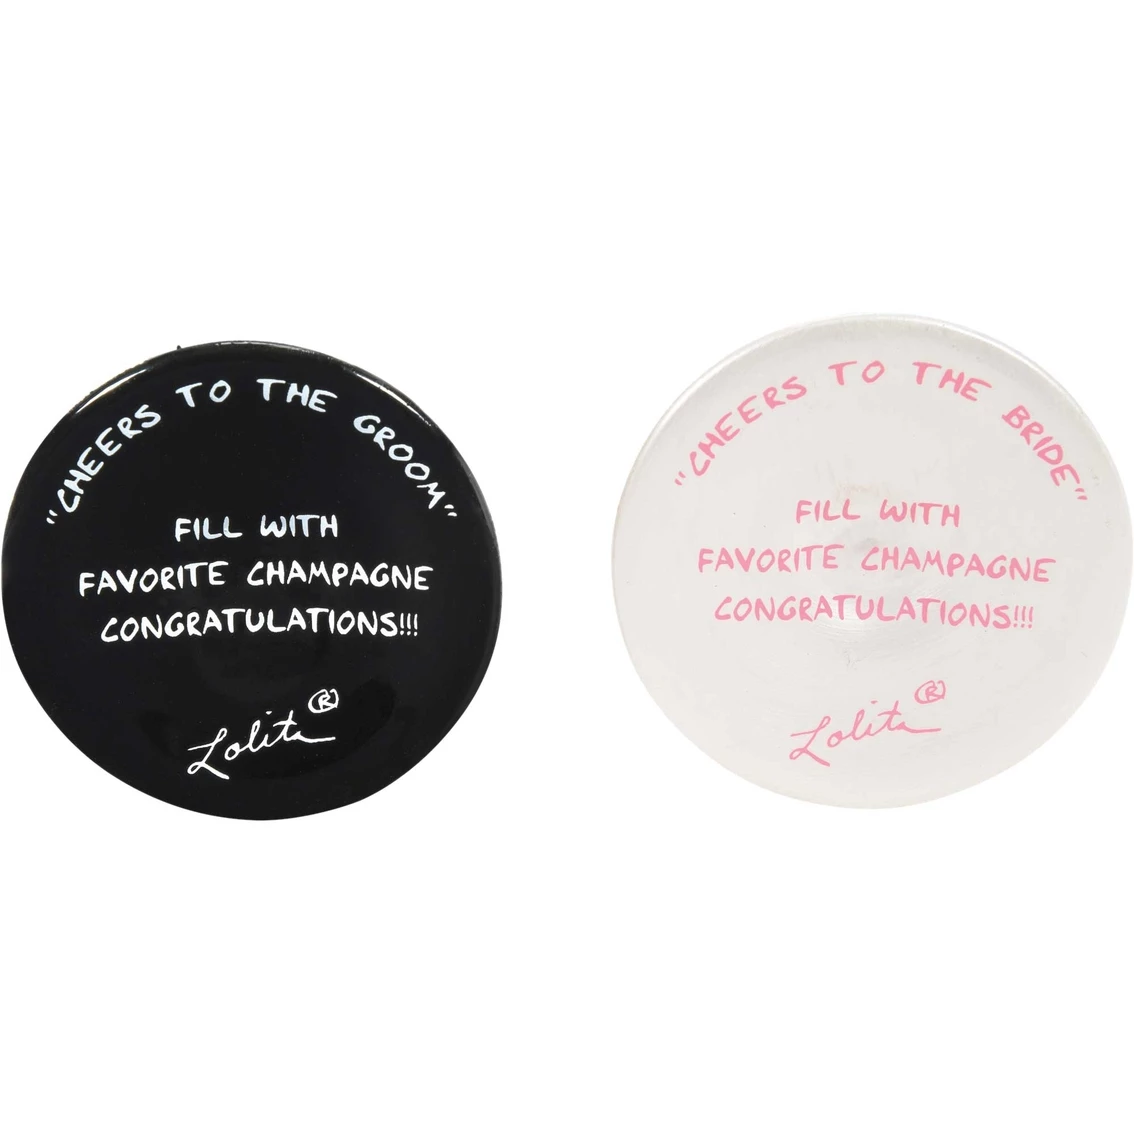 "CHEERS TO THE GROOM"
FILL WITH
FAVORITE CHAMPAGNE
CONGRATULATIONS!!!
Lolita®
"CHEERS TO THE BRIDE"
FILL WITH
FAVORITE CHAMPAGNE
CONGRATULATIONS!!!
Lolita®